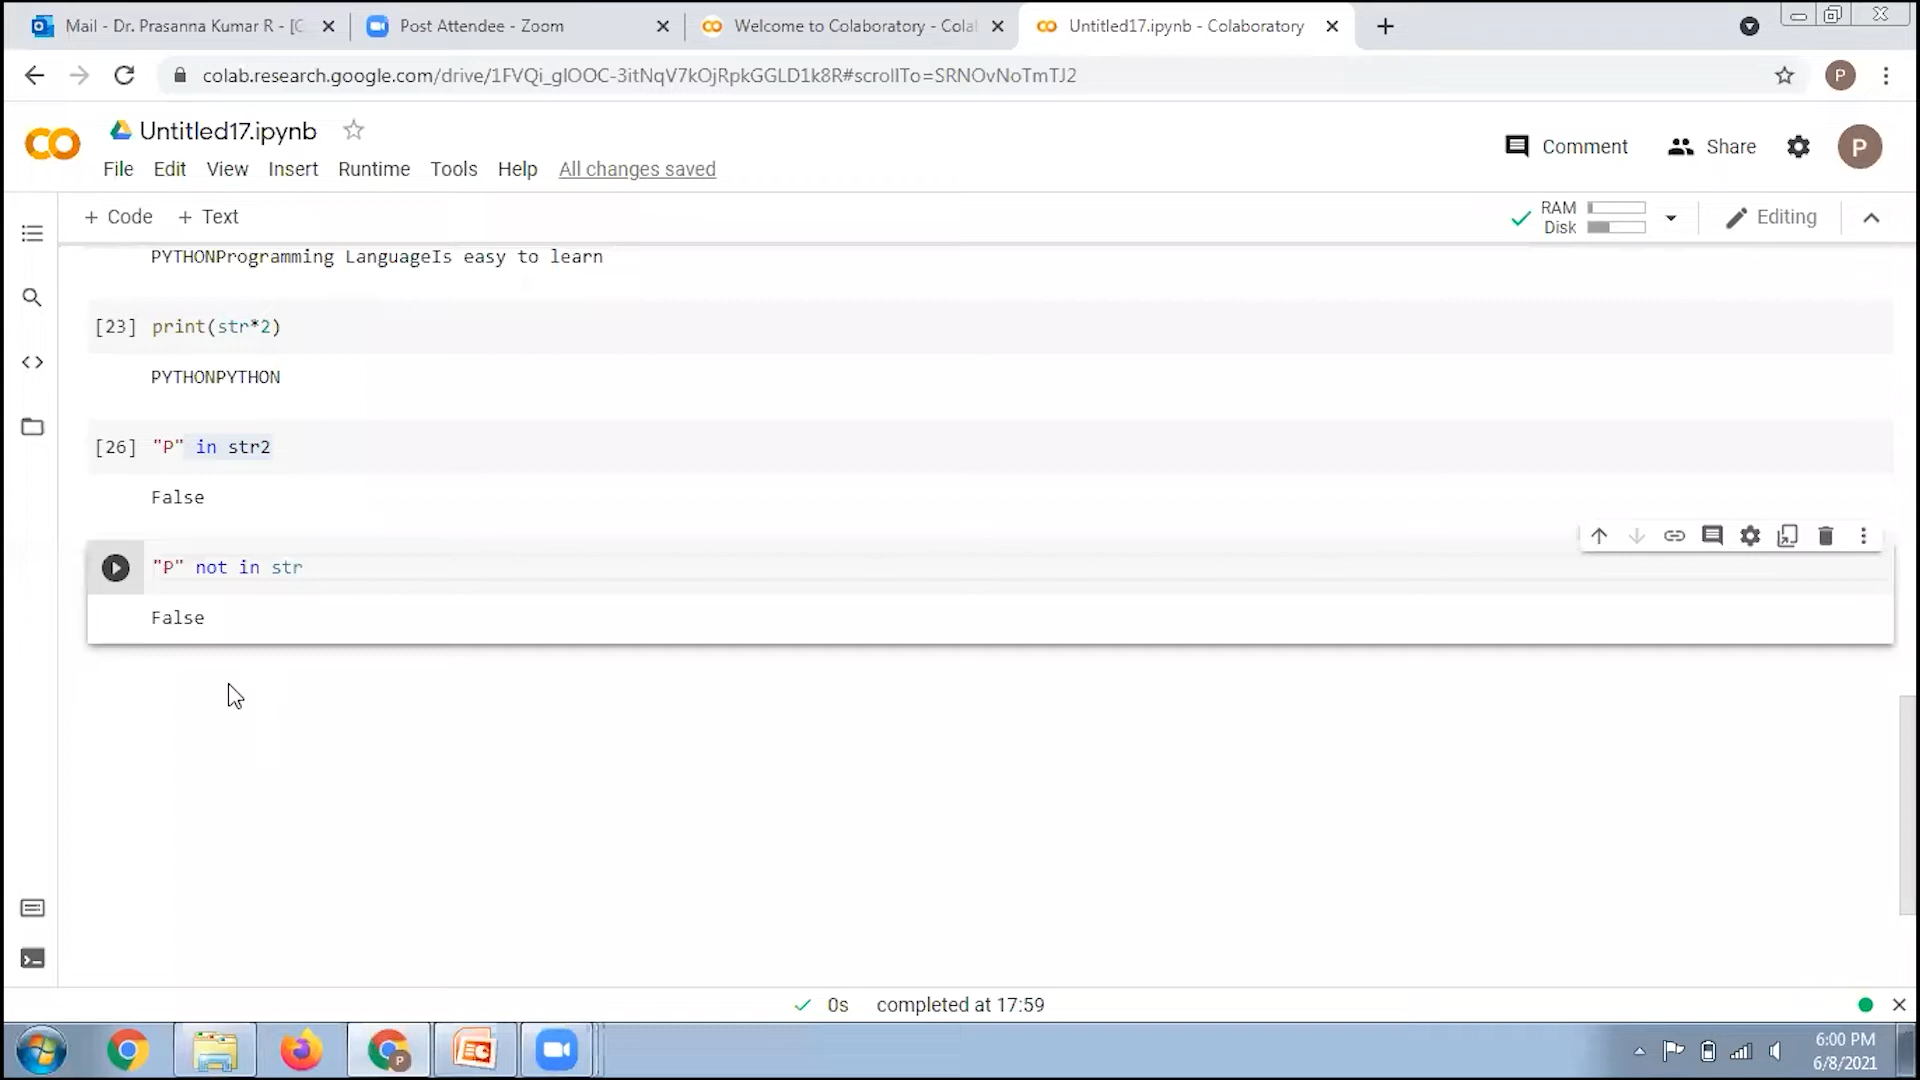 Mail - Dr. Prasanna Kumar R - [C
Post Attendee - Zoom
Welcome to Colaboratory - Cola
Untitled17.ipynb - Colaboratory
colab.research.google.com/drive/1FVQi_glOOC-3itNqV7kOjRpkGGLD1k8R#scrollTo=SRNOvNoTmTJ2
P
CO
Untitled17.ipynb
File Edit View Insert Runtime Tools Help All changes saved
Comment
Share
P
+ Code + Text
RAM
Disk
Editing
PYTHONProgramming LanguageIs easy to learn
[23] print(str*2)
PYTHONPYTHON
[26] "P" in str2
False
"P" not in str
False
0s completed at 17:59
P
6:00 PM
6/8/2021